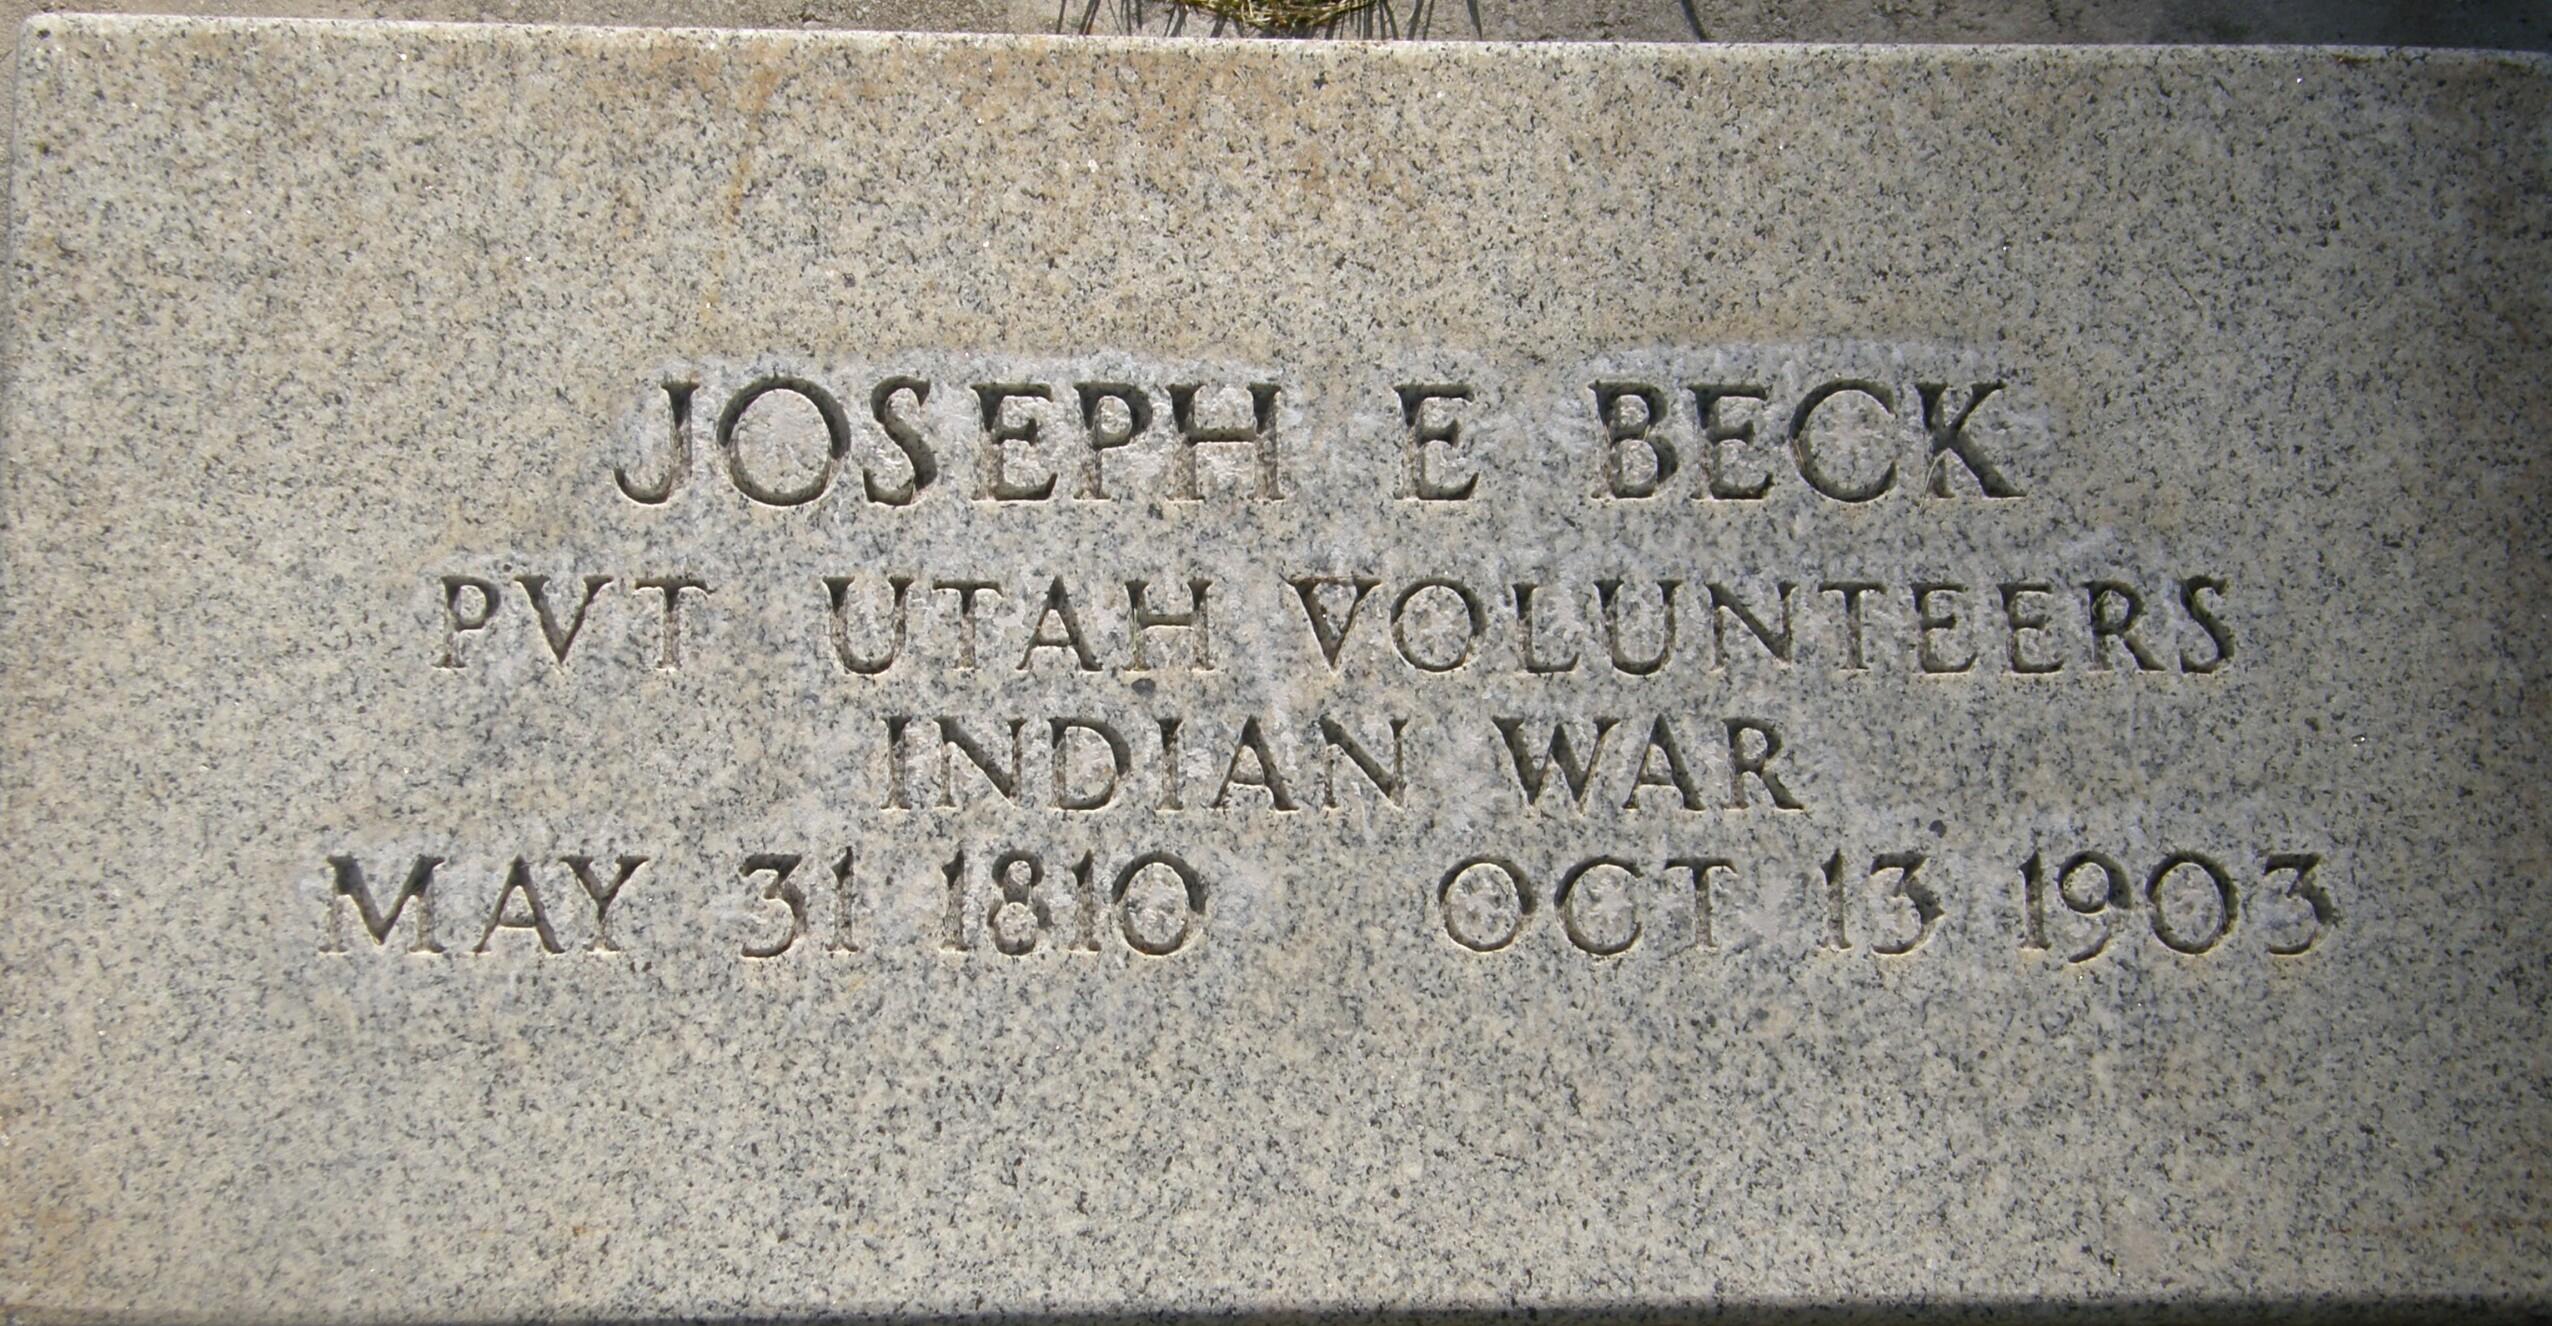 JOSEPH E BECK
PVT UTAH VOLUNTEERS
INDIAN WAR
MAY 31 1810 OCT 13 1903